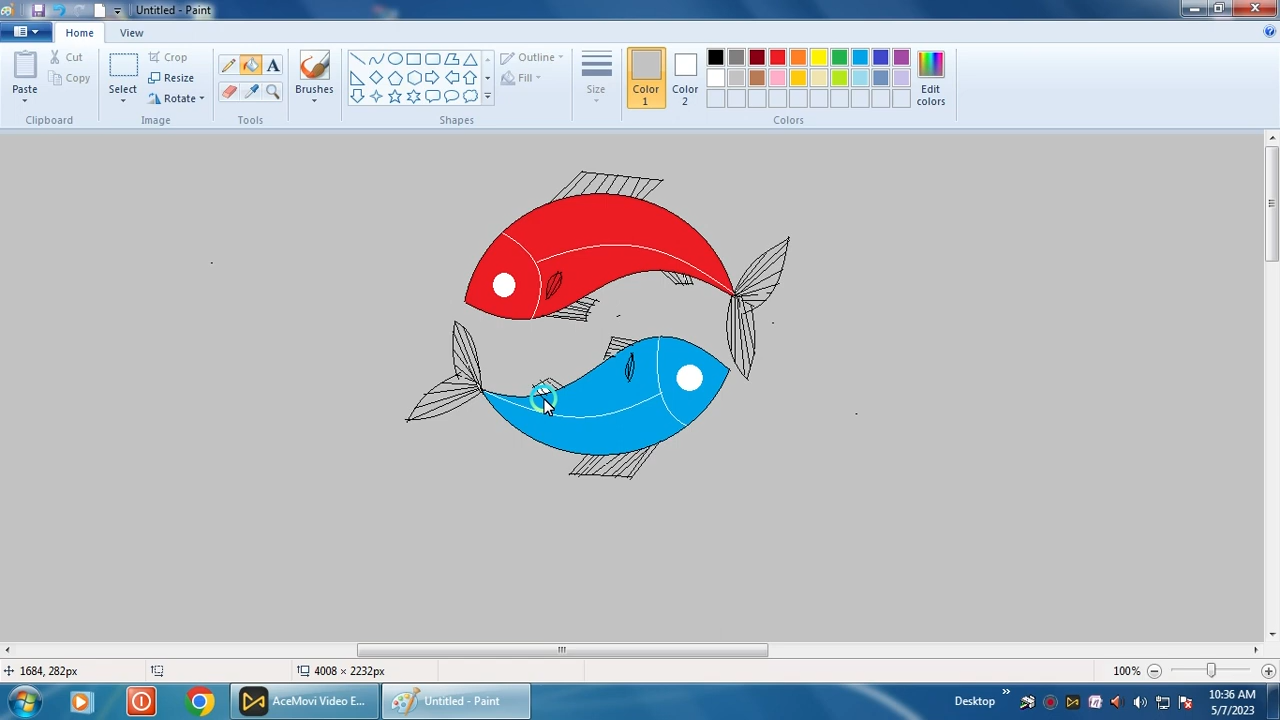 Untitled - Paint
Home
View
Paste
Cut
Copy
Clipboard
Select
Crop
Resize
Rotate
Image
A
Tools
Brushes
Shapes
Outline
Fill
Size
Color
1
Color
2
Edit
colors
Colors
1684, 282px
4008 × 2232px
100%
AceMovi Video E...
Untitled - Paint
Desktop
10:36 AM
5/7/2023